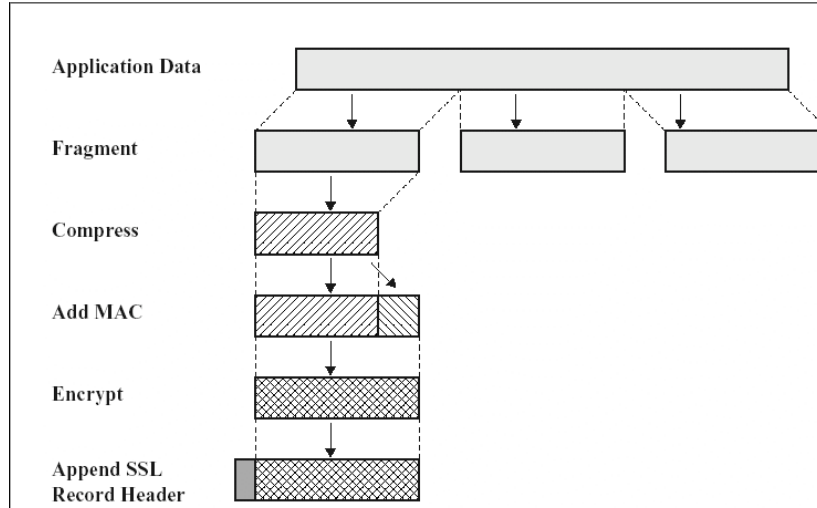 Application Data
Fragment
Compress
Add MAC
Encrypt
Append SSL
Record Header